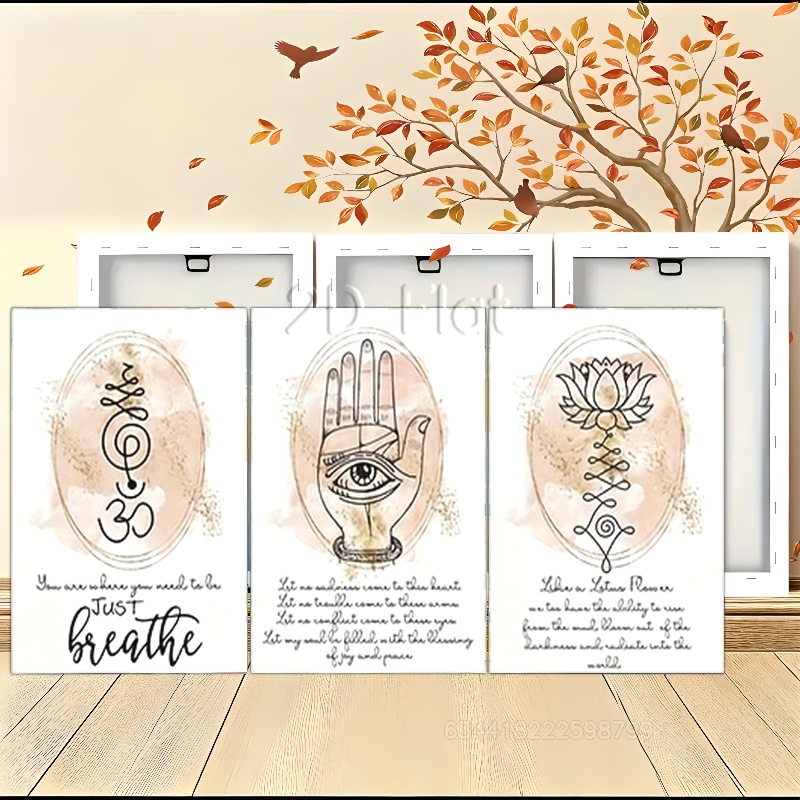 2D Flat
You are where you need to be
JUST
breathe
Let no sadness come to this heart
Let no trouble come to these arms
Let no conflict come to these eyes
Let my soul be filled with the blessing
of joy and peace
Like a Lotus Flower
we too have the ability to rise
from the mud, bloom out of the
darkness and radiate into the
world
634418222598799